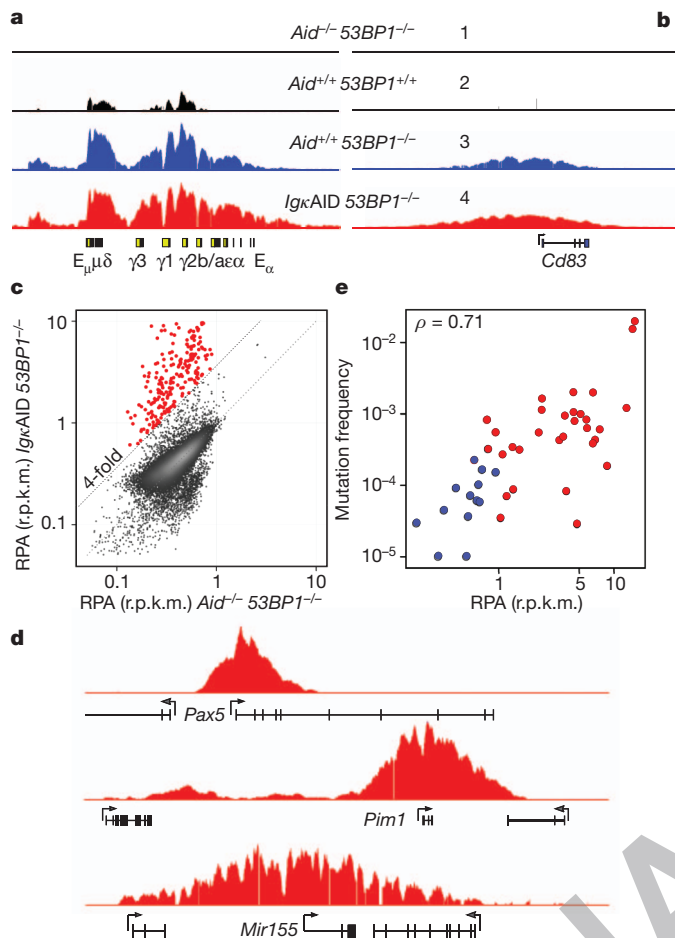 a
b
Aid−/− 53BP1−/− 1
Aid+/+ 53BP1+/+ 2
Aid+/+ 53BP1−/− 3
IgκAID 53BP1−/− 4
Eμμδ γ3 γ1 γ2b/aεα Eα
Cd83
c
e
10
1
0.1
RPA (r.p.k.m.) IgκAID 53BP1−/−
4-fold
0.1 1 10
RPA (r.p.k.m.) Aid−/− 53BP1−/−
ρ = 0.71
10−2
10−3
10−4
10−5
Mutation frequency
1 5 10
RPA (r.p.k.m.)
d
Pax5
Pim1
Mir155